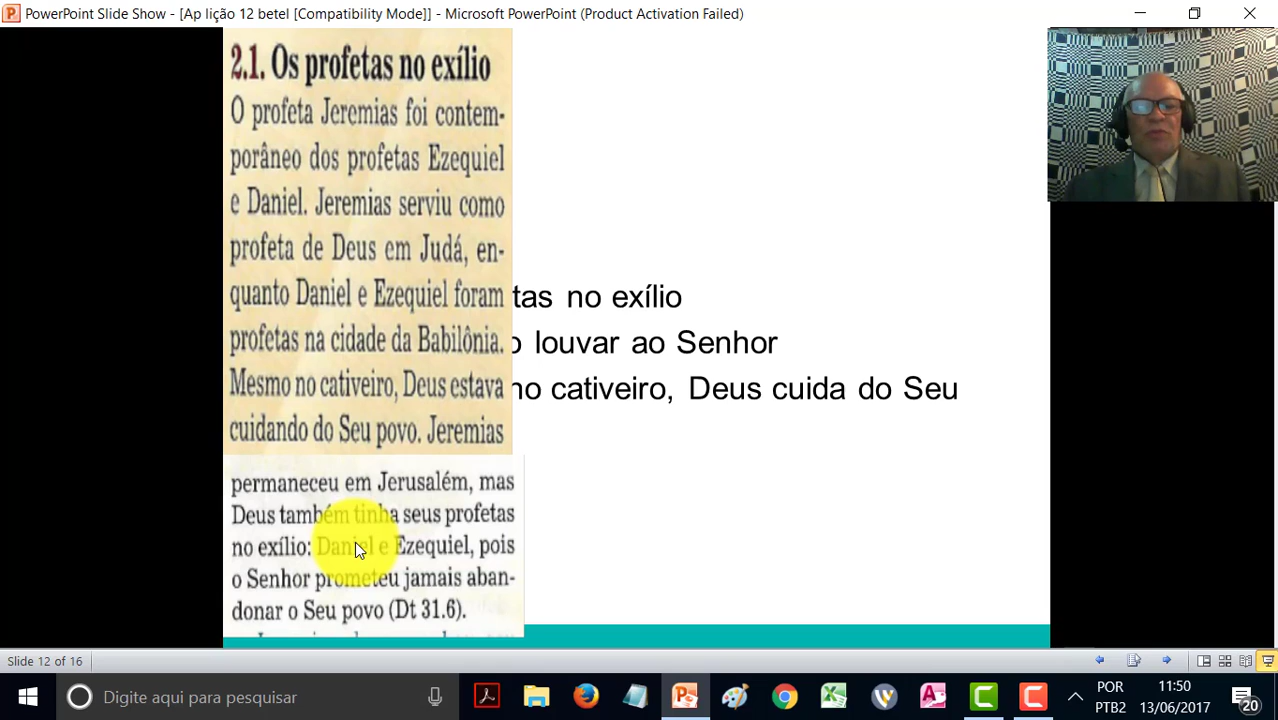 PowerPoint Slide Show - [Ap lição 12 betel [Compatibility Mode]] - Microsoft PowerPoint (Product Activation Failed)
2.1. Os profetas no exílio
O profeta Jeremias foi contem-
porâneo dos profetas Ezequiel
e Daniel. Jeremias serviu como
profeta de Deus em Judá, en-
quanto Daniel e Ezequiel foram
profetas na cidade da Babilônia.
Mesmo no cativeiro, Deus estava
cuidando do Seu povo. Jeremias
permaneceu em Jerusalém, mas
Deus também tinha seus profetas
no exílio: Daniel e Ezequiel, pois
o Senhor prometeu jamais aban-
donar o Seu povo (Dt 31.6).
tas no exílio
o louvar ao Senhor
no cativeiro, Deus cuida do Seu
Slide 12 of 16
Digite aqui para pesquisar
POR
PTB2
11:50
13/06/2017
20